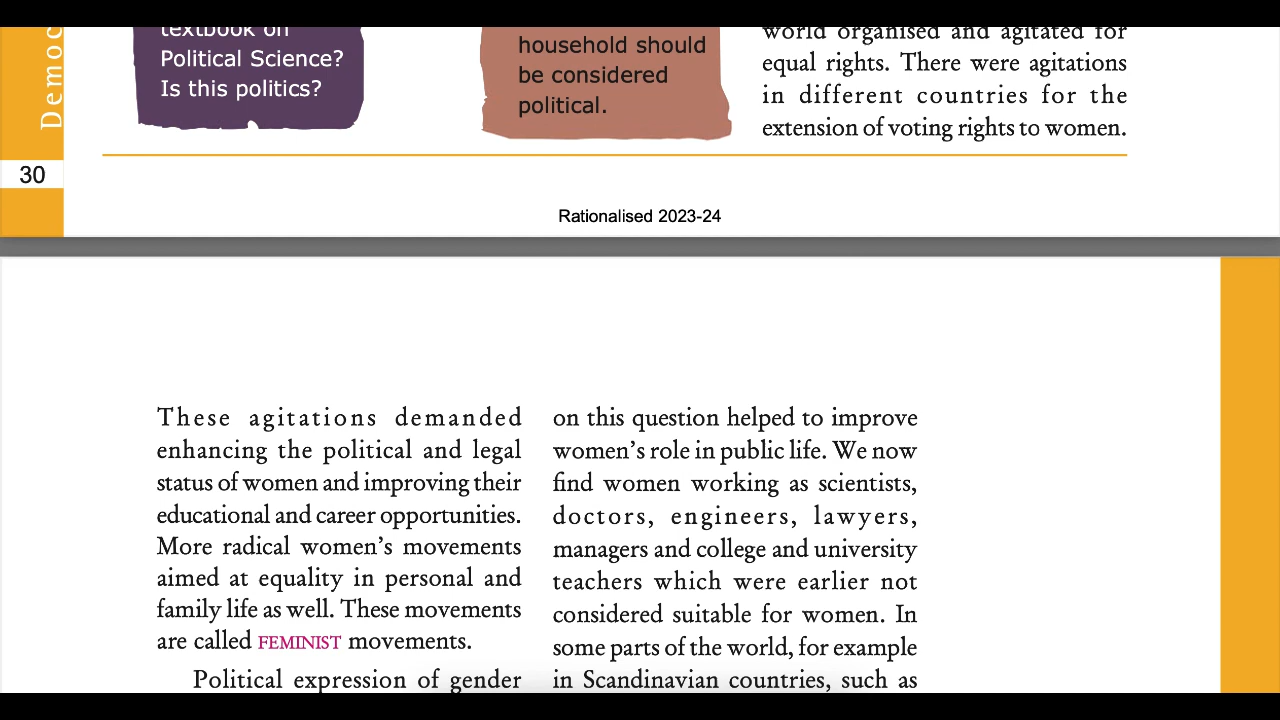 Democ
textbook on
Political Science?
Is this politics?
household should
be considered
political.
world organised and agitated for
equal rights. There were agitations
in different countries for the
extension of voting rights to women.
30
Rationalised 2023-24
These agitations demanded
enhancing the political and legal
status of women and improving their
educational and career opportunities.
More radical women's movements
aimed at equality in personal and
family life as well. These movements
are called FEMINIST movements.
Political expression of gender
on this question helped to improve
women's role in public life. We now
find women working as scientists,
doctors, engineers, lawyers,
managers and college and university
teachers which were earlier not
considered suitable for women. In
some parts of the world, for example
in Scandinavian countries, such as